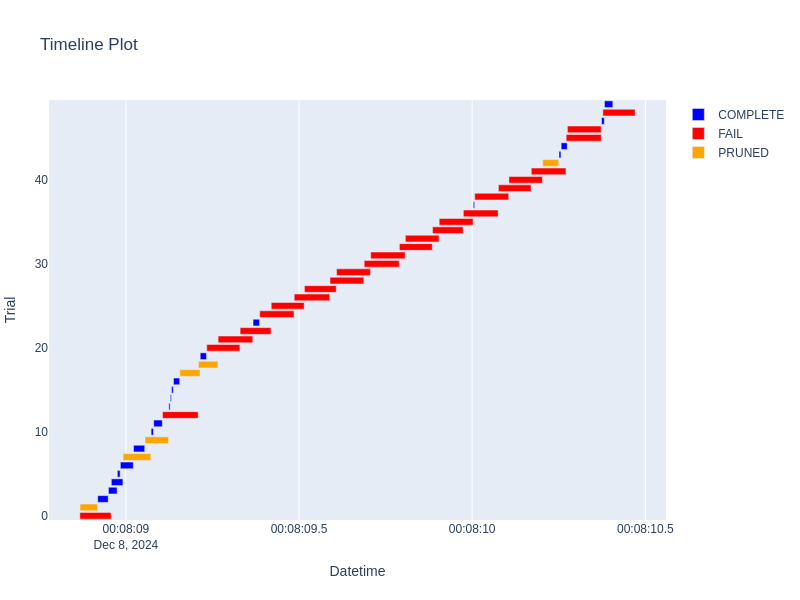 Timeline Plot
COMPLETE
FAIL
PRUNED
40
30
20
10
0
Trial
00:08:09
Dec 8, 2024
00:08:09.5
00:08:10
00:08:10.5
Datetime